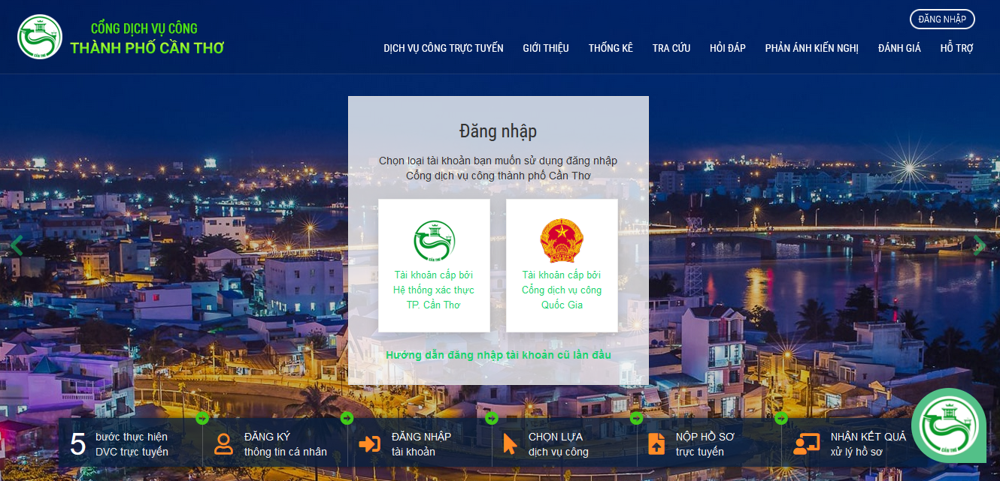 CỔNG DỊCH VỤ CÔNG
THÀNH PHỐ CẦN THƠ
ĐĂNG NHẬP
DỊCH VỤ CÔNG TRỰC TUYẾN GIỚI THIỆU THỐNG KÊ TRA CỨU HỎI ĐÁP PHẢN ÁNH KIẾN NGHỊ ĐÁNH GIÁ HỖ TRỢ
Đăng nhập
Chọn loại tài khoản bạn muốn sử dụng đăng nhập
Cổng dịch vụ công thành phố Cần Thơ
CẦN THƠ
Tài khoản cấp bởi
Hệ thống xác thực
TP. Cần Thơ
Tài khoản cấp bởi
Cổng dịch vụ công
Quốc Gia
Hướng dẫn đăng nhập tài khoản cũ lần đầu
5 bước thực hiện
DVC trực tuyến
ĐĂNG KÝ
thông tin cá nhân
ĐĂNG NHẬP
tài khoản
CHỌN LỰA
dịch vụ công
NỘP HỒ SƠ
trực tuyến
NHẬN KẾT QUẢ
xử lý hồ sơ
CẦN THƠ